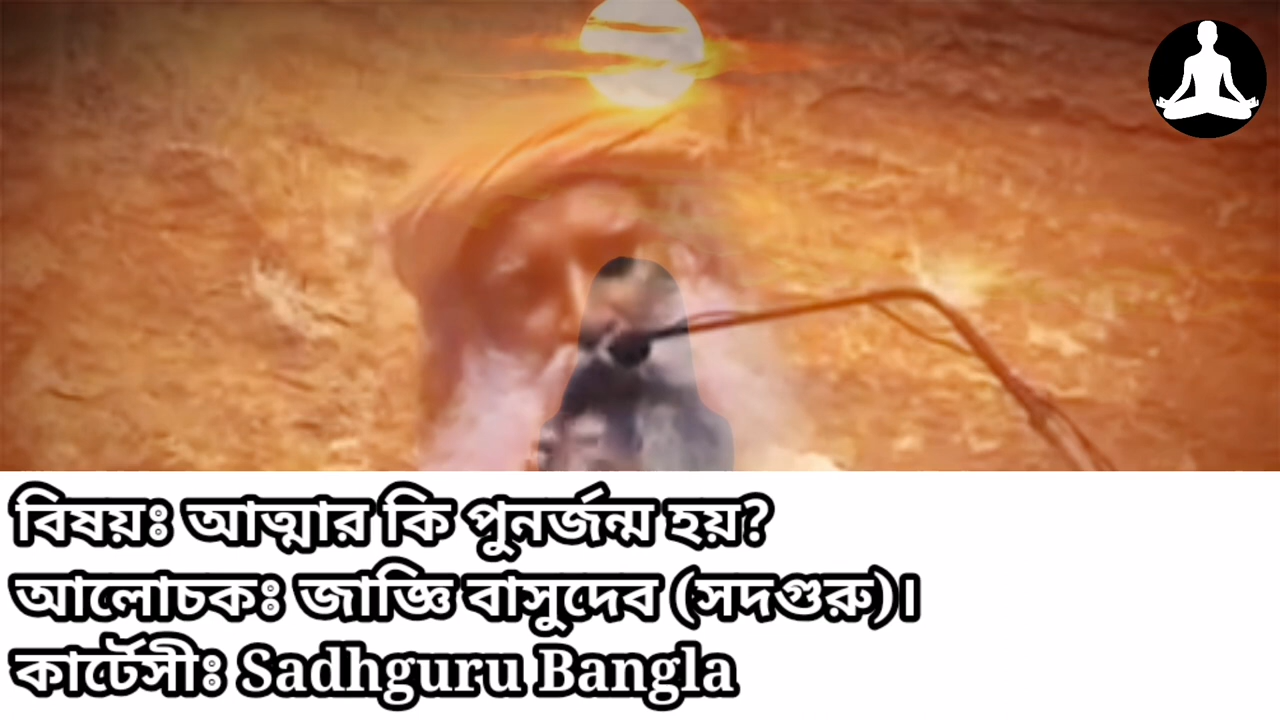 বিষয়ঃ আত্মার কি পুনর্জন্ম হয়?
আলোচকঃ জাজ্ঞি বাসুদেব (সদগুরু)।
কার্টেসীঃ Sadhguru Bangla